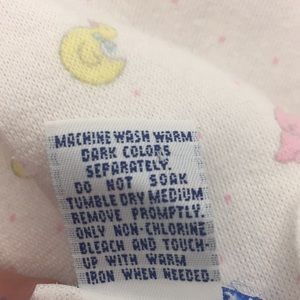 MACHINE WASH WARM
DARK COLORS
SEPARATELY.
DO NOT SOAK
TUMBLE DRY MEDIUM
REMOVE PROMPTLY.
ONLY NON-CHLORINE
BLEACH AND TOUCH-
UP WITH WARM
IRON WHEN NEEDED.